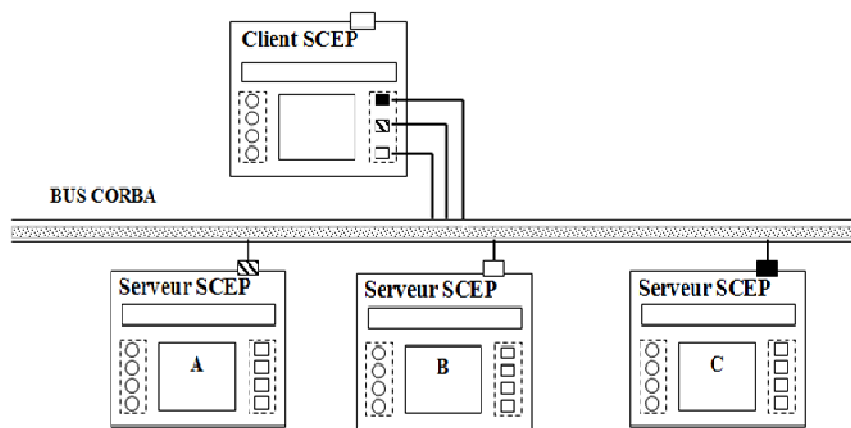 Client SCEP
BUS CORBA
Serveur SCEP
Serveur SCEP
Serveur SCEP
A
B
C